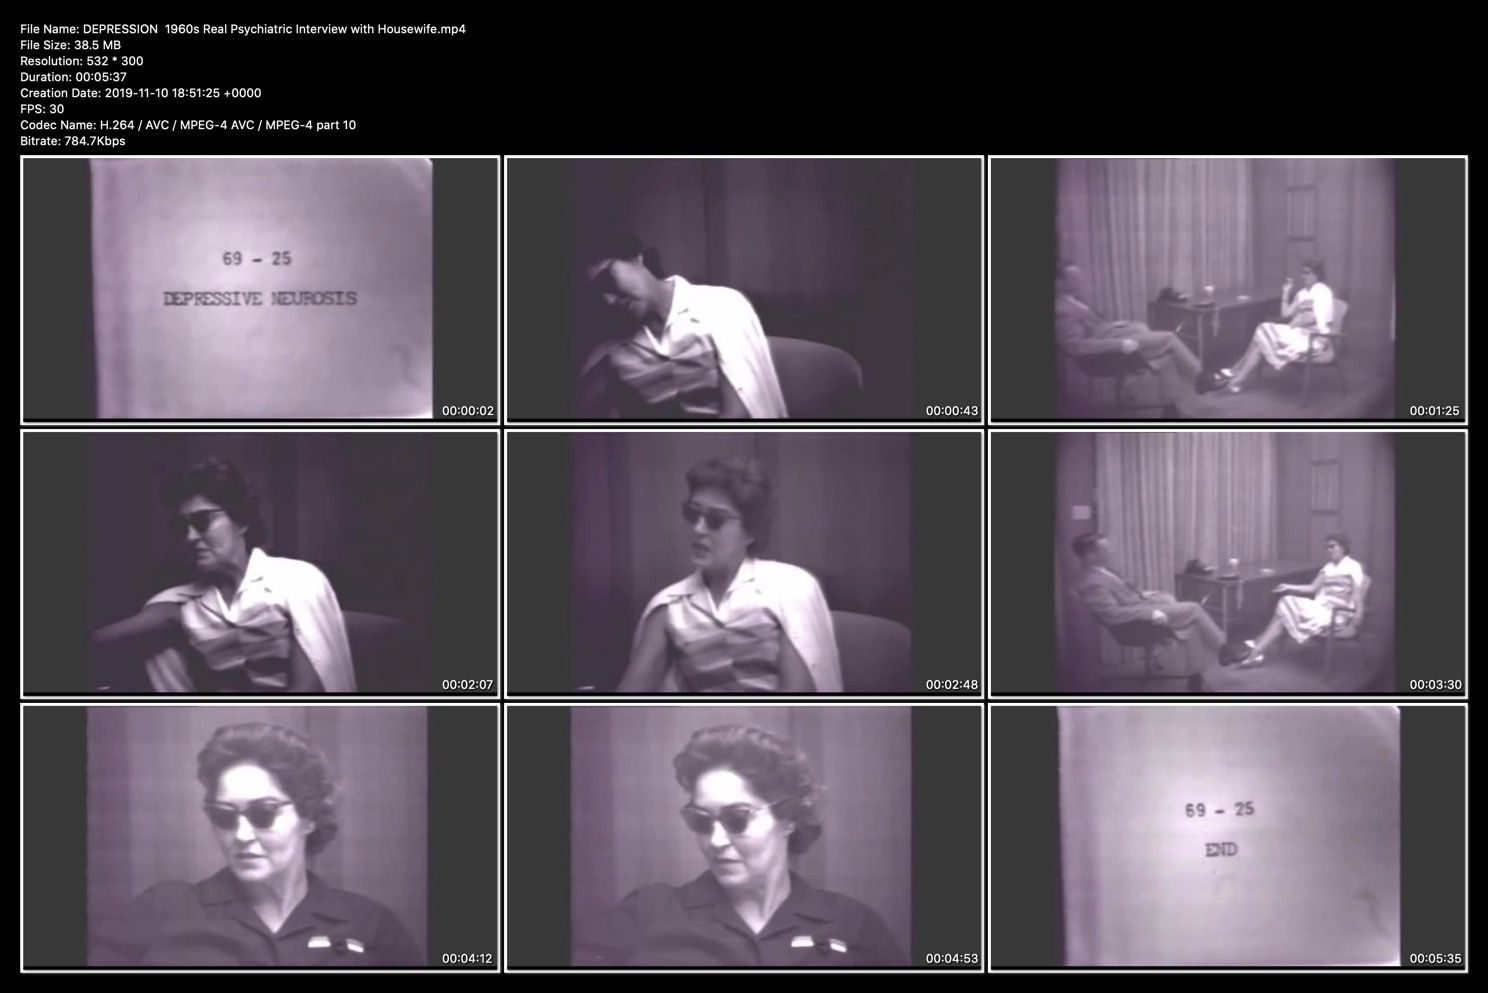 File Name: DEPRESSION  1960s Real Psychiatric Interview with Housewife.mp4
File Size: 38.5 MB
Resolution: 532 * 300
Duration: 00:05:37
Creation Date: 2019-11-10 18:51:25 +0000
FPS: 30
Codec Name: H.264 / AVC / MPEG-4 AVC / MPEG-4 part 10
Bitrate: 784.7Kbps
69 - 25
DEPRESSIVE NEUROSIS
00:00:02
00:00:43
00:01:25
00:02:07
00:02:48
00:03:30
00:04:12
00:04:53
69 - 25
END
00:05:35